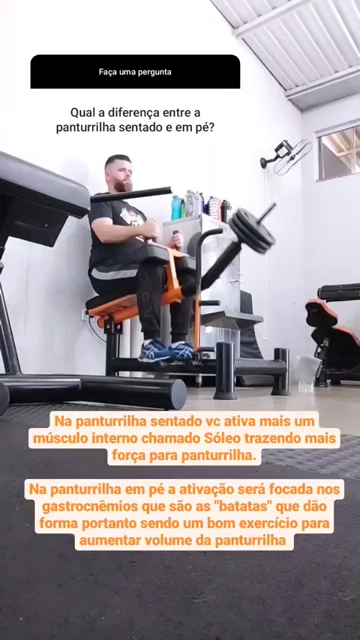 Faça uma pergunta
Qual a diferença entre a
panturrilha sentado e em pé?
Na panturrilha sentado vc ativa mais um
músculo interno chamado Sóleo trazendo mais
força para panturrilha.
Na panturrilha em pé a ativação será focada nos
gastrocnêmios que são as "batatas" que dão
forma portanto sendo um bom exercício para
aumentar volume da panturrilha